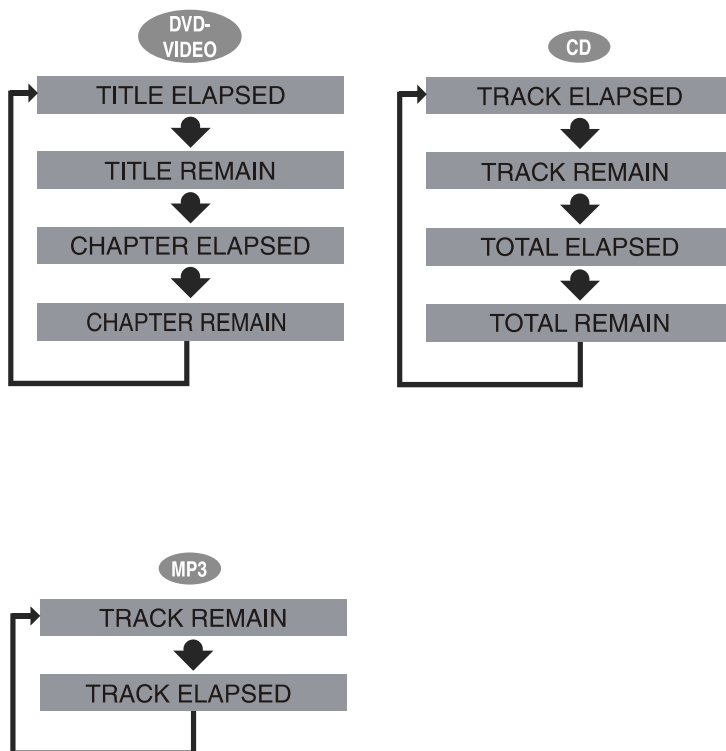 DVD-
VIDEO
TITLE ELAPSED
TITLE REMAIN
CHAPTER ELAPSED
CHAPTER REMAIN
CD
TRACK ELAPSED
TRACK REMAIN
TOTAL ELAPSED
TOTAL REMAIN
MP3
TRACK REMAIN
TRACK ELAPSED